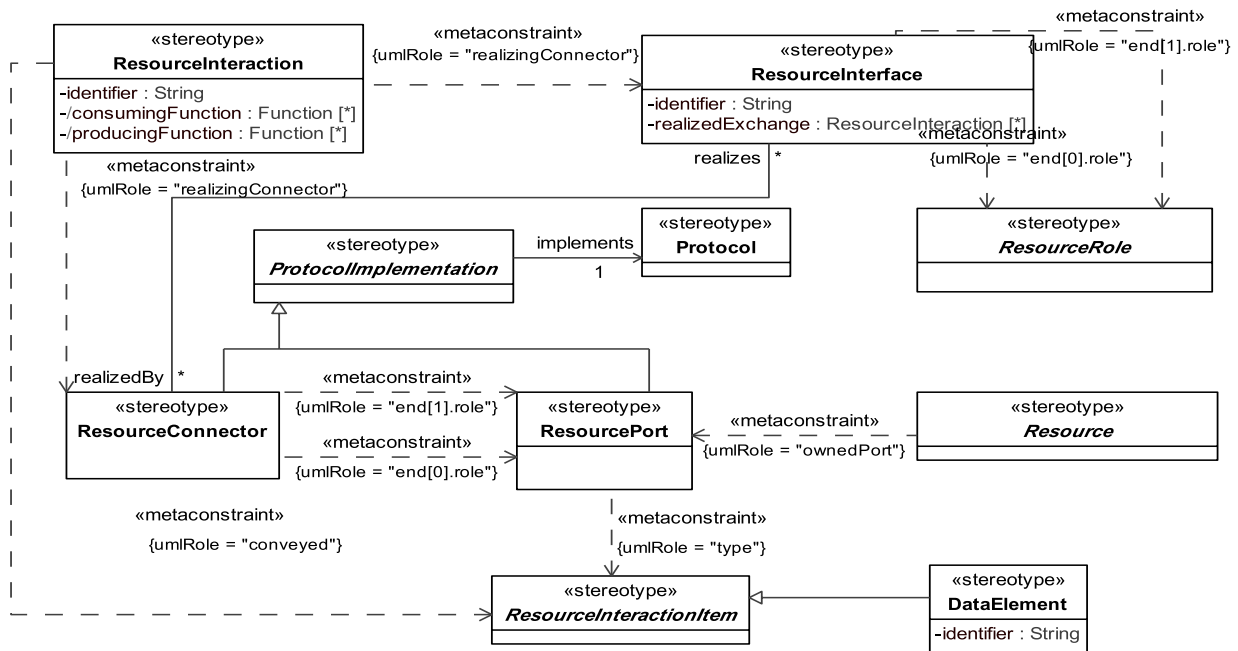 «metaconstraint»
{umlRole = "end[1].role"}
«stereotype»
ResourceInteraction
-identifier : String
-/consumingFunction : Function [*]
-/producingFunction : Function [*]
«metaconstraint»
{umlRole = "realizingConnector"}
«stereotype»
ResourceInterface
-identifier : String
-realizedExchange : ResourceInteraction [*]
«metaconstraint»
{umlRole = "end[0].role"}
«metaconstraint»
{umlRole = "realizingConnector"}
realizes
*
«stereotype»
ProtocolImplementation
implements
1
«stereotype»
Protocol
«stereotype»
ResourceRole
realizedBy
*
«stereotype»
ResourceConnector
«metaconstraint»
{umlRole = "end[1].role"}
«metaconstraint»
{umlRole = "end[0].role"}
«stereotype»
ResourcePort
«metaconstraint»
{umlRole = "ownedPort"}
«stereotype»
Resource
«metaconstraint»
{umlRole = "conveyed"}
«metaconstraint»
{umlRole = "type"}
«stereotype»
ResourceInteractionItem
«stereotype»
DataElement
-identifier : String